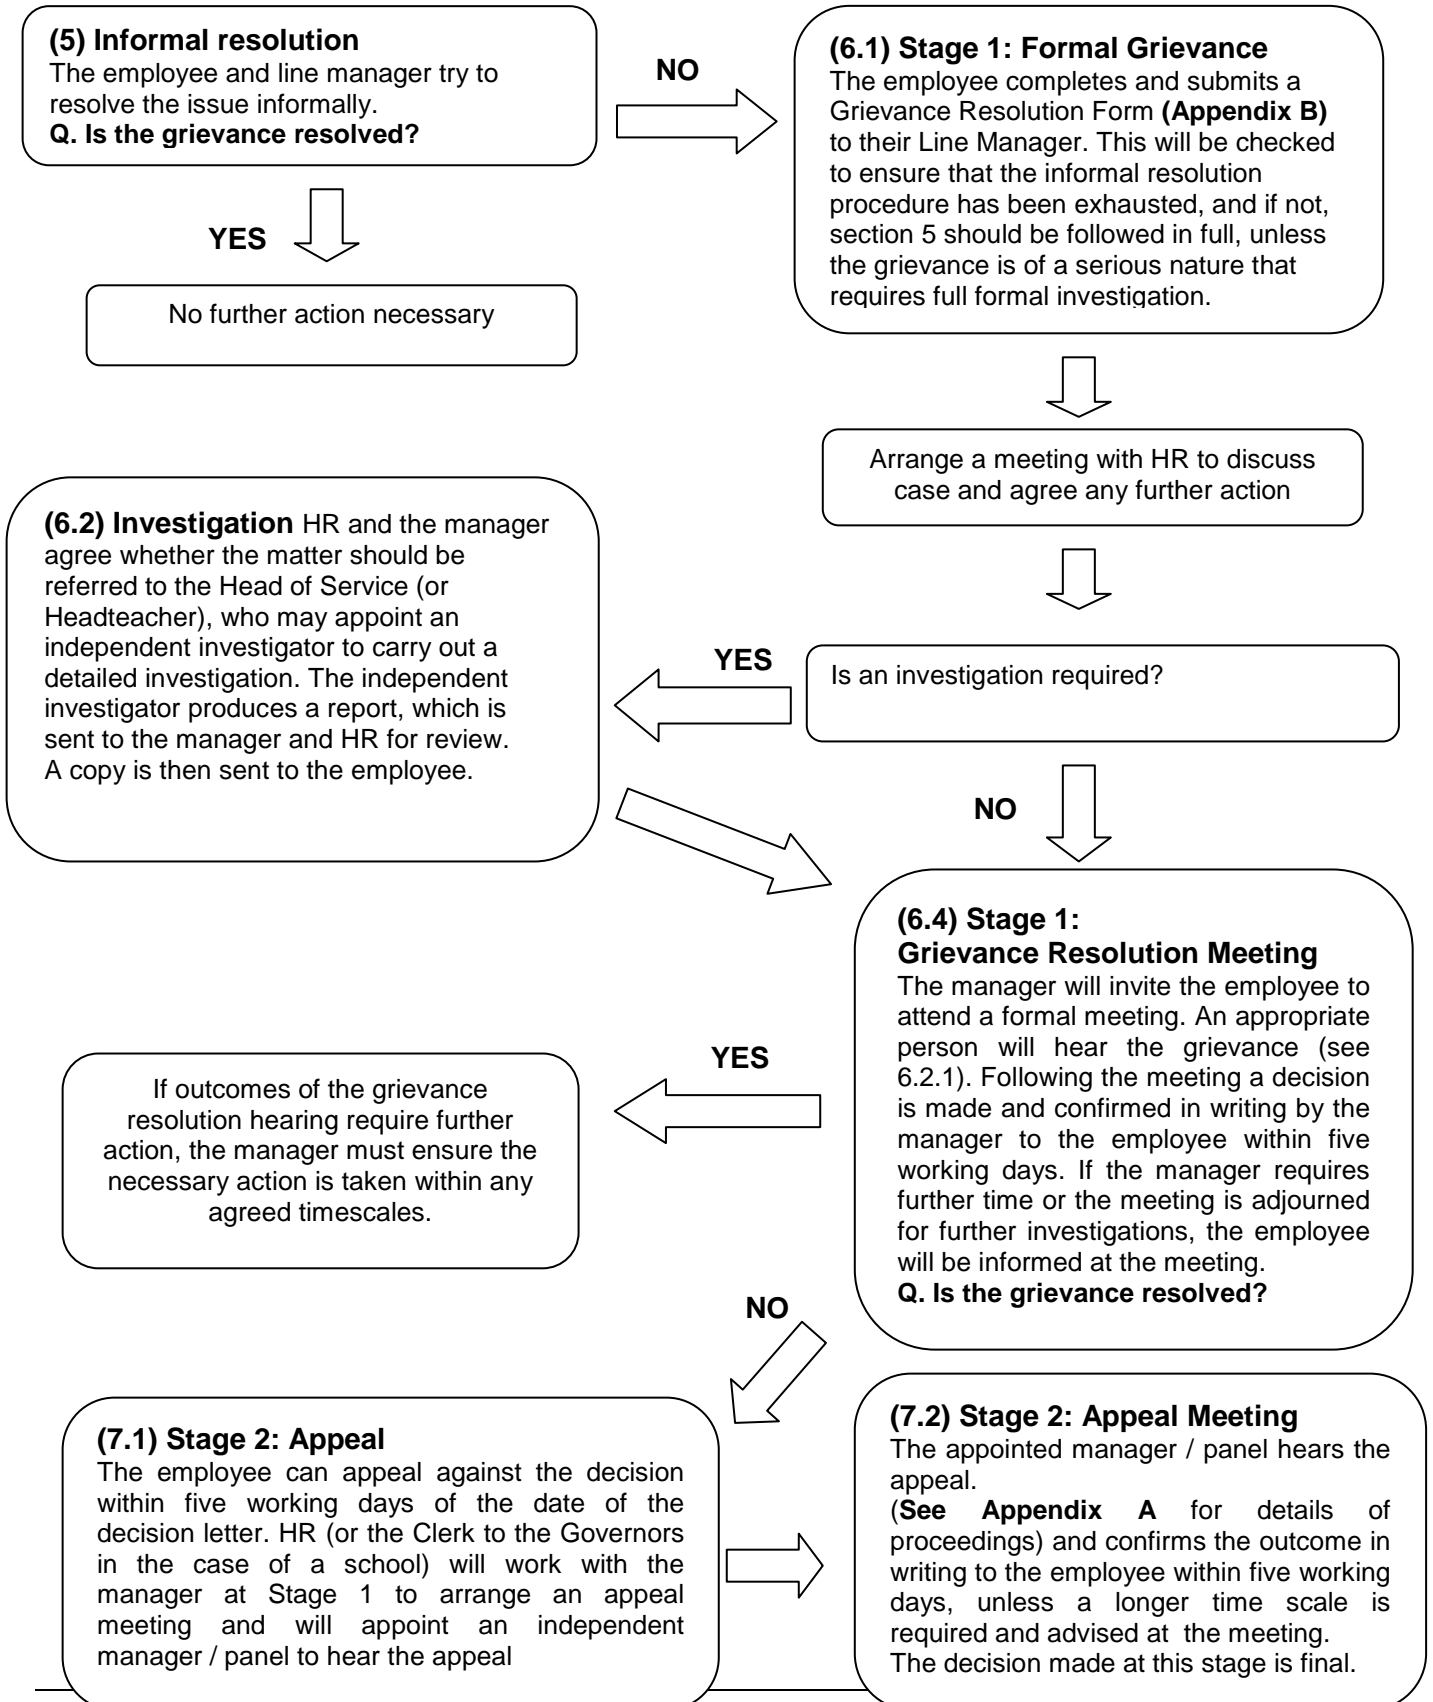 (5) Informal resolution
The employee and line manager try to
resolve the issue informally.
Q. Is the grievance resolved?
NO
(6.1) Stage 1: Formal Grievance
The employee completes and submits a
Grievance Resolution Form (Appendix B)
to their Line Manager. This will be checked
to ensure that the informal resolution
procedure has been exhausted, and if not,
section 5 should be followed in full, unless
the grievance is of a serious nature that
requires full formal investigation.
YES
No further action necessary
Arrange a meeting with HR to discuss
case and agree any further action
(6.2) Investigation HR and the manager
agree whether the matter should be
referred to the Head of Service (or
Headteacher), who may appoint an
independent investigator to carry out a
detailed investigation. The independent
investigator produces a report, which is
sent to the manager and HR for review.
A copy is then sent to the employee.
YES
Is an investigation required?
NO
(6.4) Stage 1:
Grievance Resolution Meeting
The manager will invite the employee to
attend a formal meeting. An appropriate
person will hear the grievance (see
6.2.1). Following the meeting a decision
is made and confirmed in writing by the
manager to the employee within five
working days. If the manager requires
further time or the meeting is adjourned
for further investigations, the employee
will be informed at the meeting.
Q. Is the grievance resolved?
YES
If outcomes of the grievance
resolution hearing require further
action, the manager must ensure the
necessary action is taken within any
agreed timescales.
NO
(7.1) Stage 2: Appeal
The employee can appeal against the decision
within five working days of the date of the
decision letter. HR (or the Clerk to the Governors
in the case of a school) will work with the
manager at Stage 1 to arrange an appeal
meeting and will appoint an independent
manager / panel to hear the appeal
(7.2) Stage 2: Appeal Meeting
The appointed manager / panel hears the
appeal.
(See Appendix A for details of
proceedings) and confirms the outcome in
writing to the employee within five working
days, unless a longer time scale is
required and advised at the meeting.
The decision made at this stage is final.